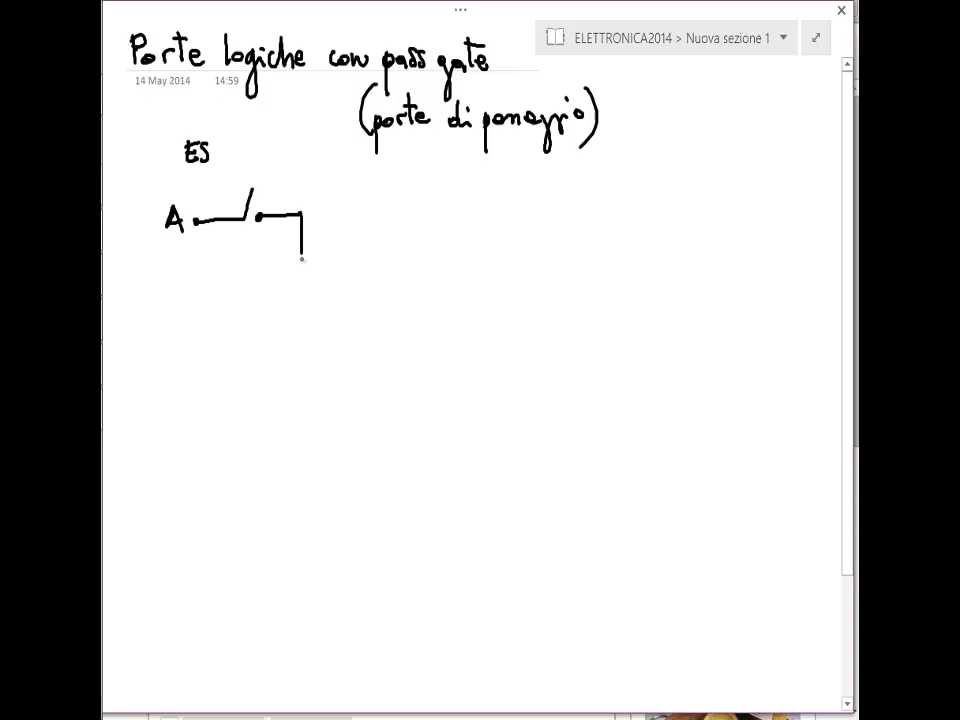 ELETTRONICA2014 > Nuova sezione 1
Porte logiche con pass gate
14 May 2014 14:59
(porte di passaggio)
ES
A